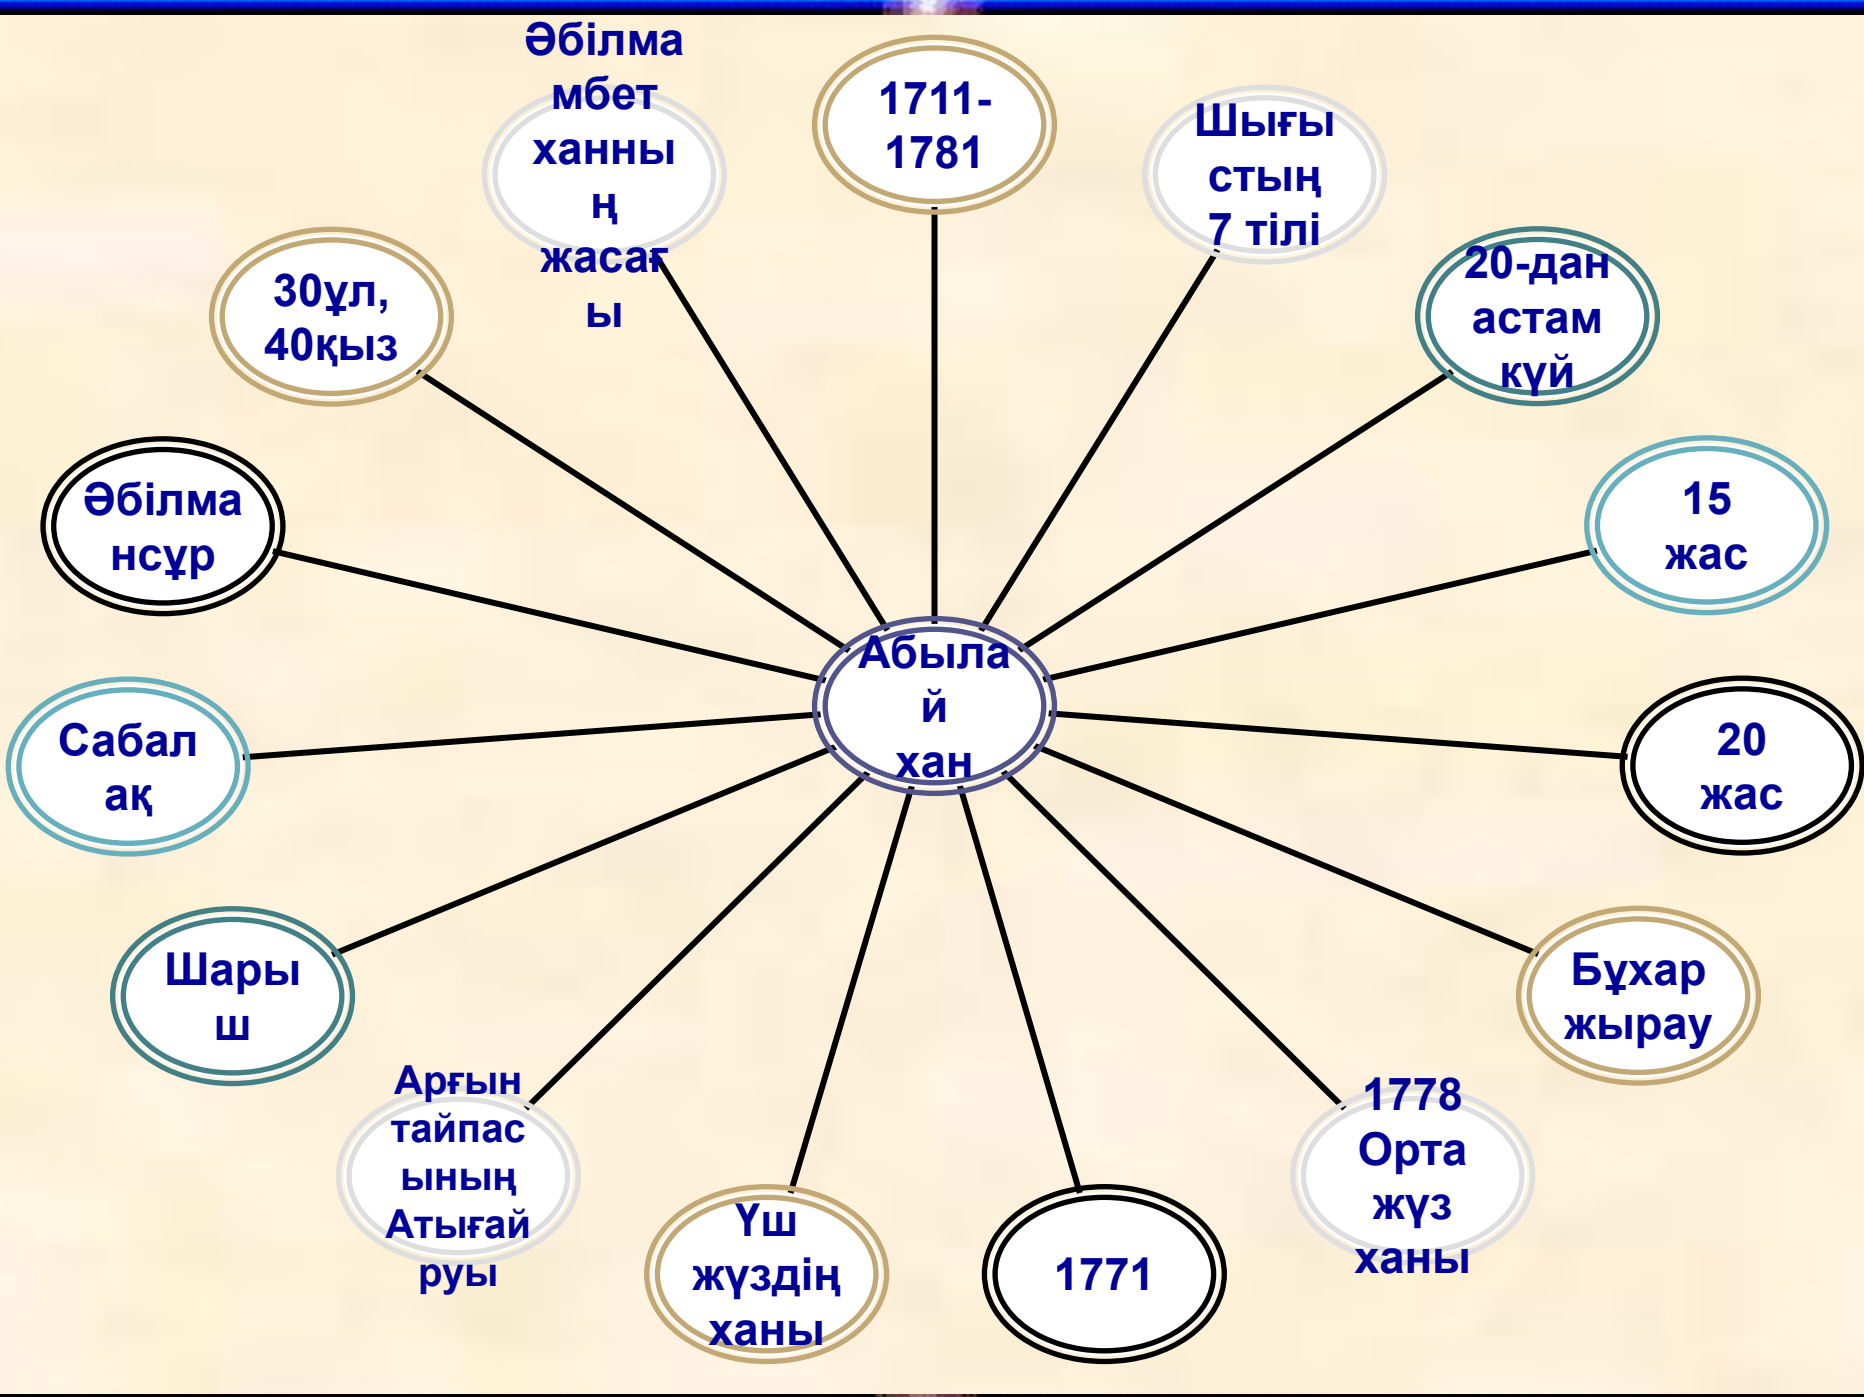 Әбілма
мбет
ханны
ң
жасағ
ы
1711-
1781
Шығы
стың
7 тілі
20-дан
астам
күй
30ұл,
40қыз
15
жас
Әбілма
нсұр
Абыла
й
хан
20
жас
Сабал
ақ
Бұхар
жырау
Шары
ш
1778
Орта
жүз
ханы
Арғын
тайпас
ының
Атығай
руы
Үш
жүздің
ханы
1771